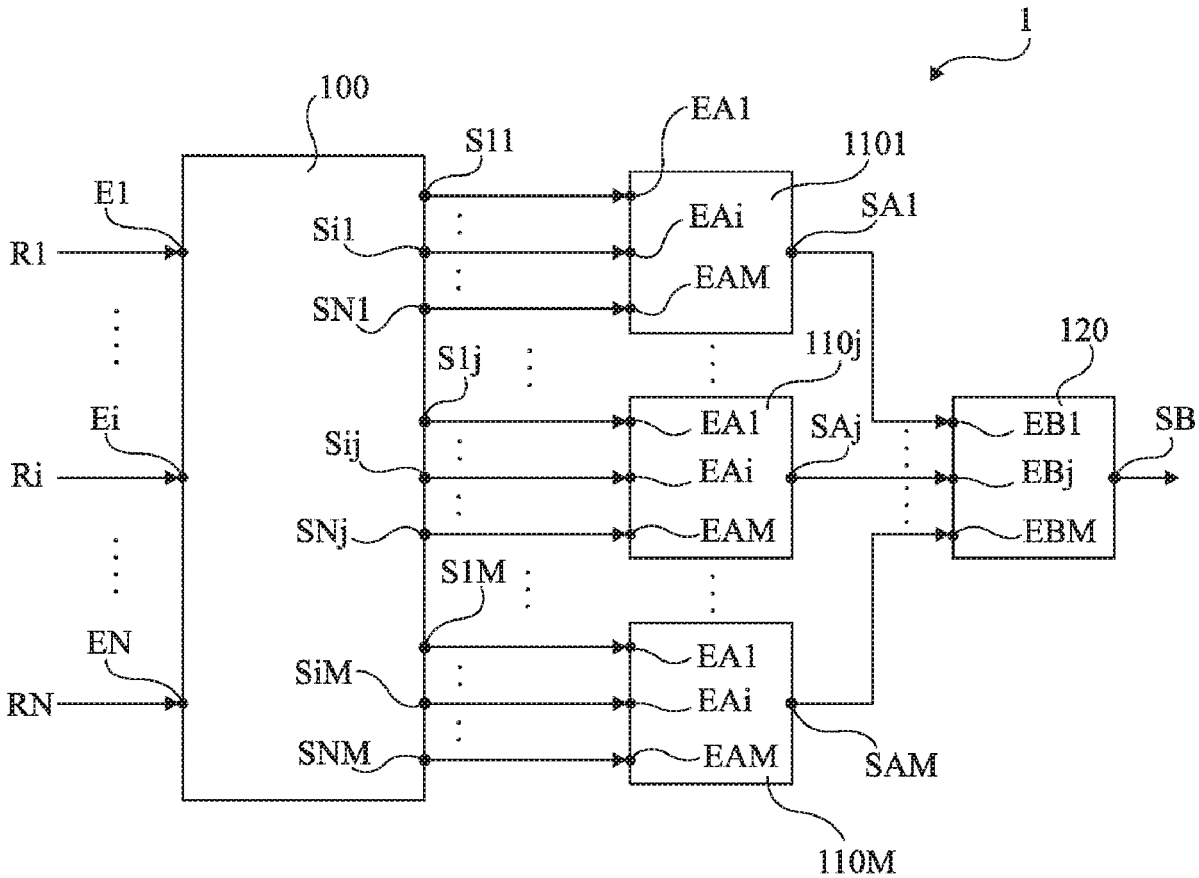 1
100
EA1
S11
1101
E1
EAi
SA1
Si1
R1
EAM
SN1
120
S1j
110j
Ei
EA1
EB1
SB
Sij
SAj
Ri
EAi
EBj
SNj
EAM
EBM
S1M
EN
EA1
SiM
RN
EAi
SNM
EAM
SAM
110M